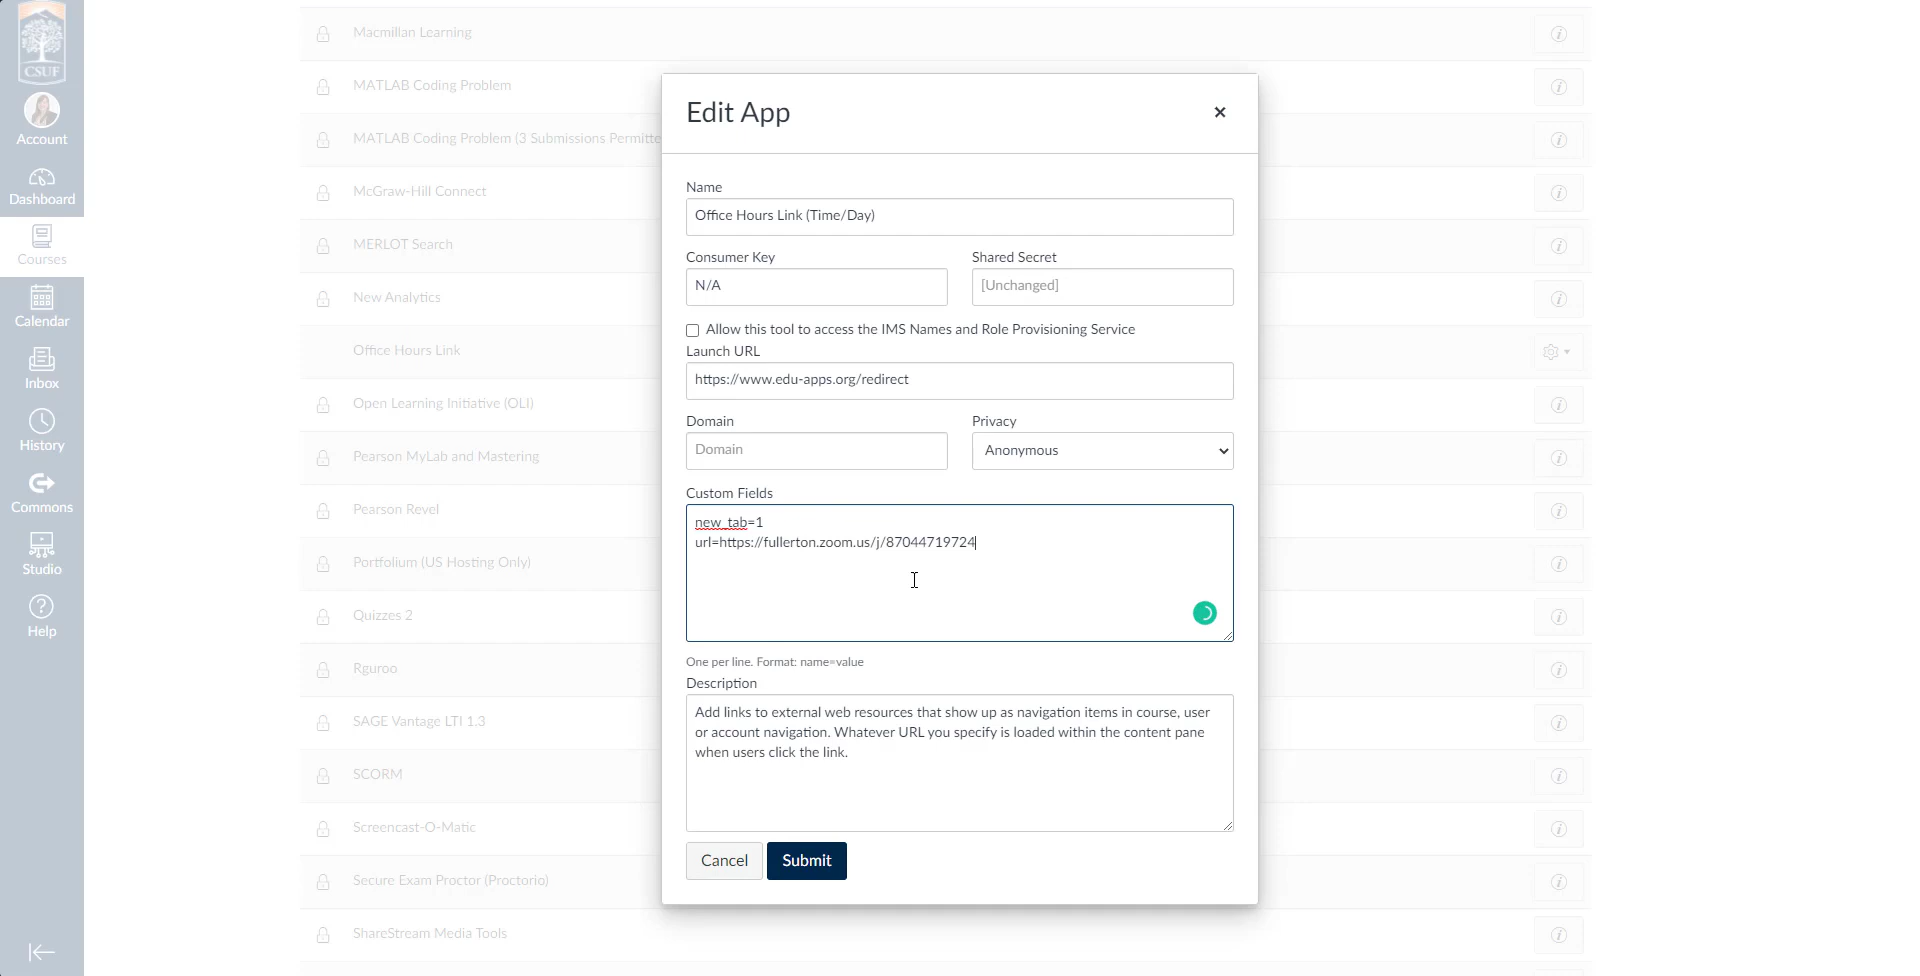 CSUF
Account
Dashboard
Courses
Calendar
Inbox
History
Commons
Studio
Help
Macmillan Learning
MATLAB Coding Problem
MATLAB Coding Problem (3 Submissions Permitte
McGraw-Hill Connect
MERLOT Search
New Analytics
Office Hours Link
Open Learning Initiative (OLI)
Pearson MyLab and Mastering
Pearson Revel
Portfolium (US Hosting Only)
Quizzes 2
Rguroo
SAGE Vantage LTI 1.3
SCORM
Screencast-O-Matic
Secure Exam Proctor (Proctorio)
ShareStream Media Tools
Edit App
Name
Office Hours Link (Time/Day)
Consumer Key
Shared Secret
N/A
[Unchanged]
Allow this tool to access the IMS Names and Role Provisioning Service
Launch URL
https://www.edu-apps.org/redirect
Domain
Privacy
Domain
Anonymous
Custom Fields
new_tab=1
url=https://fullerton.zoom.us/j/87044719724
One per line. Format: name=value
Description
Add links to external web resources that show up as navigation items in course, user
or account navigation. Whatever URL you specify is loaded within the content pane
when users click the link.
Cancel
Submit